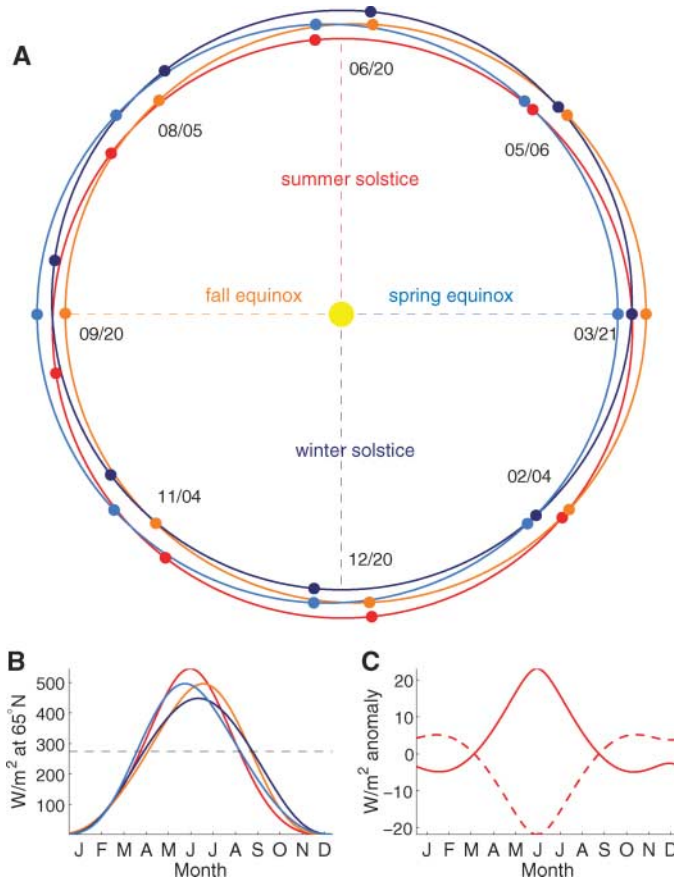 A
06/20
08/05
05/06
summer solstice
fall equinox
spring equinox
09/20
03/21
winter solstice
11/04
02/04
12/20
B
W/m² at 65°N
500
400
300
200
100
J F M A M J J A S O N D
Month
C
W/m² anomaly
20
10
0
−10
−20
J F M A M J J A S O N D
Month